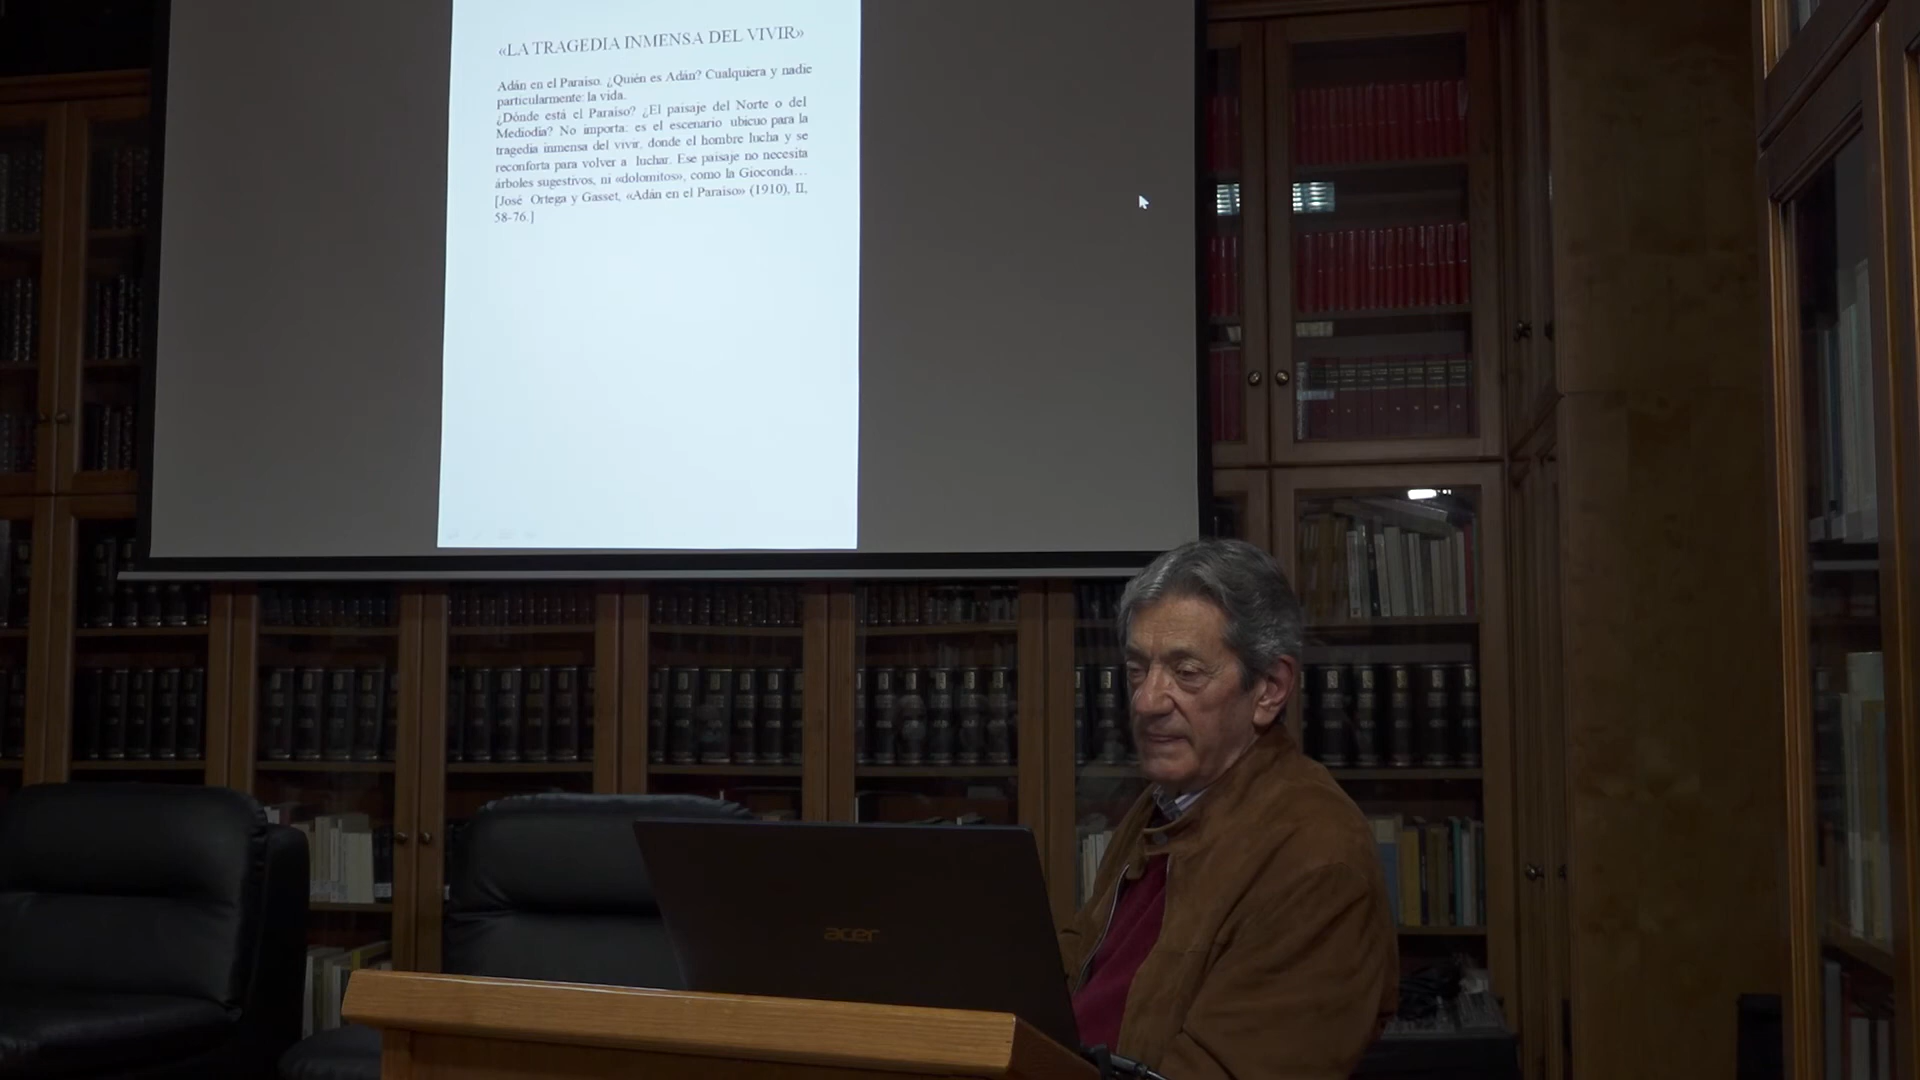 «LA TRAGEDIA INMENSA DEL VIVIR»
Adán en el Paraíso. ¿Quién es Adán? Cualquiera y nadie
particularmente: la vida.
¿Dónde está el Paraíso? ¿El paisaje del Norte o del
Mediodía? No importa: es el escenario ubicuo para la
tragedia inmensa del vivir, donde el hombre lucha y se
reconforta para volver a luchar. Ese paisaje no necesita
árboles sugestivos, ni «dolomitos», como la Gioconda…
[José Ortega y Gasset, «Adán en el Paraíso» (1910), II,
58-76.]
acer